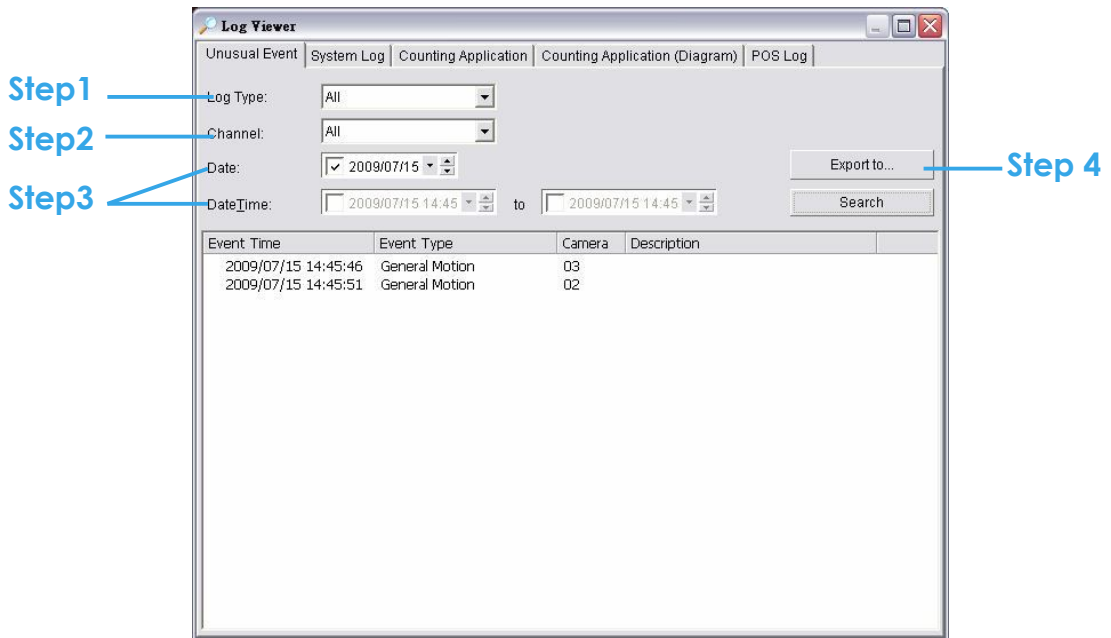 Log Viewer
Unusual Event System Log Counting Application Counting Application (Diagram) POS Log
Step1 Log Type: All
Step2 Channel: All
Date: 2009/07/15 Export to... Step 4
Step3 DateTime: 2009/07/15 14:45 to 2009/07/15 14:45 Search
Event Time Event Type Camera Description
2009/07/15 14:45:46 General Motion 03
2009/07/15 14:45:51 General Motion 02